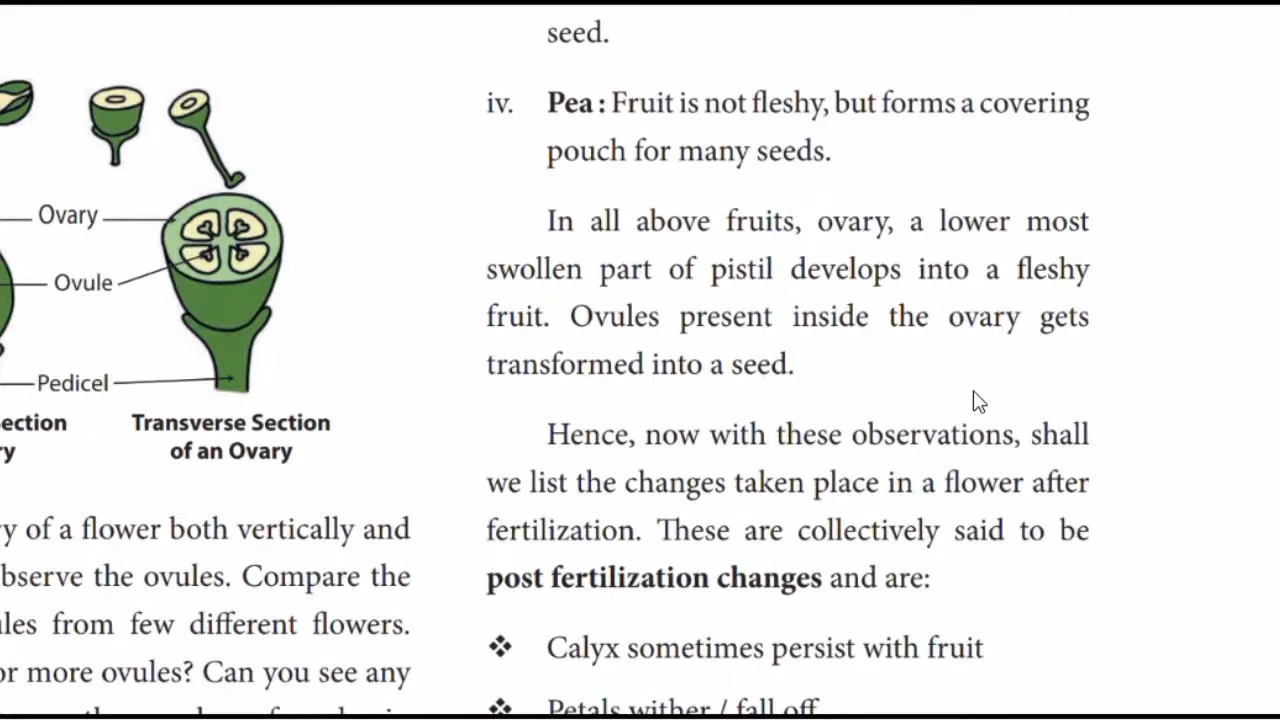 Ovary
Ovule
Pedicel
ection
Transverse Section
of an Ovary
y of a flower both vertically and
bserve the ovules. Compare the
les from few different flowers.
or more ovules? Can you see any
seed.
iv. Pea : Fruit is not fleshy, but forms a covering
pouch for many seeds.
In all above fruits, ovary, a lower most
swollen part of pistil develops into a fleshy
fruit. Ovules present inside the ovary gets
transformed into a seed.
Hence, now with these observations, shall
we list the changes taken place in a flower after
fertilization. These are collectively said to be
post fertilization changes and are:
❖ Calyx sometimes persist with fruit
❖ Petals wither / fall off